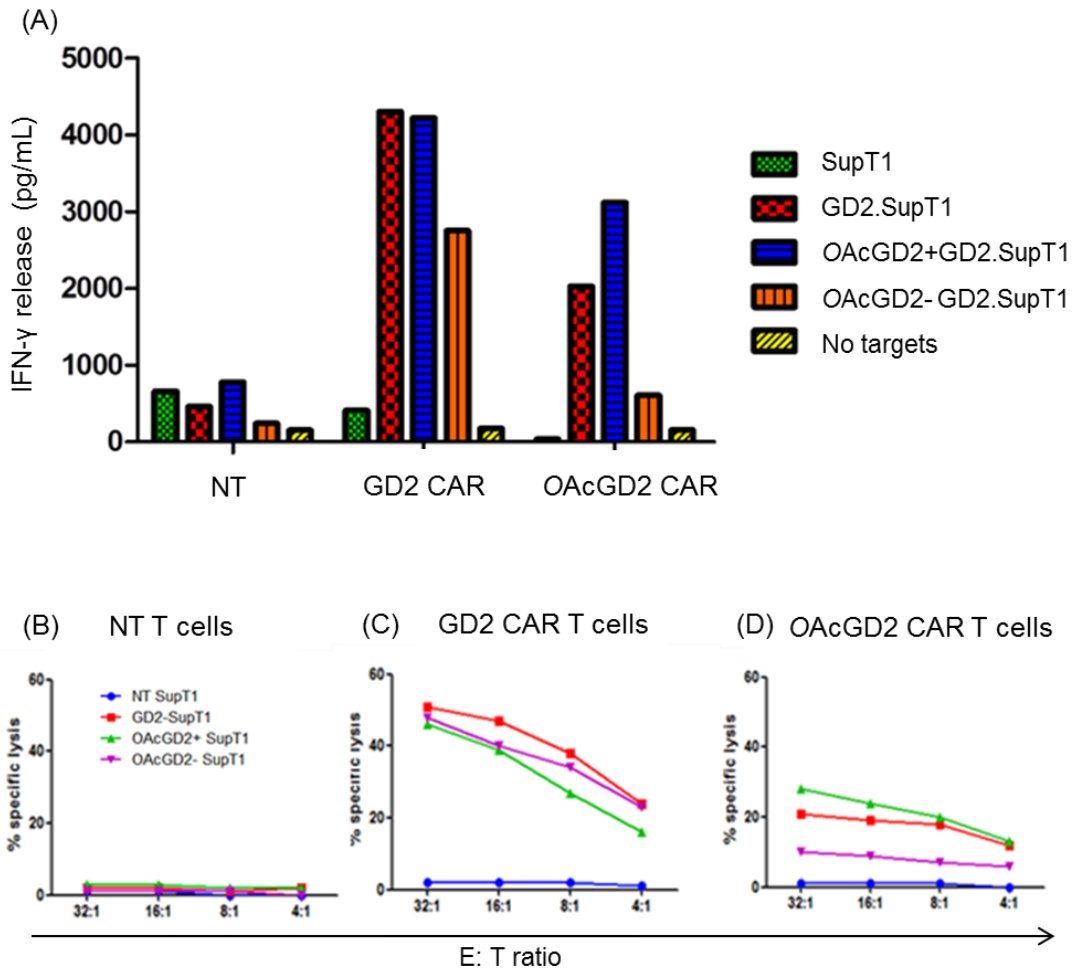 (A)
5000
4000
3000
2000
1000
0
IFN-γ release (pg/mL)
NT
GD2 CAR
OAcGD2 CAR
SupT1
GD2.SupT1
OAcGD2+GD2.SupT1
OAcGD2- GD2.SupT1
No targets
(B)
NT T cells
60
40
20
0
% specific lysis
NT SupT1
GD2-SupT1
OAcGD2+ SupT1
OAcGD2- SupT1
32:1
16:1
8:1
4:1
(C)
GD2 CAR T cells
60
40
20
0
% specific lysis
32:1
16:1
8:1
4:1
(D)
OAcGD2 CAR T cells
60
40
20
0
% specific lysis
32:1
16:1
8:1
4:1
E: T ratio